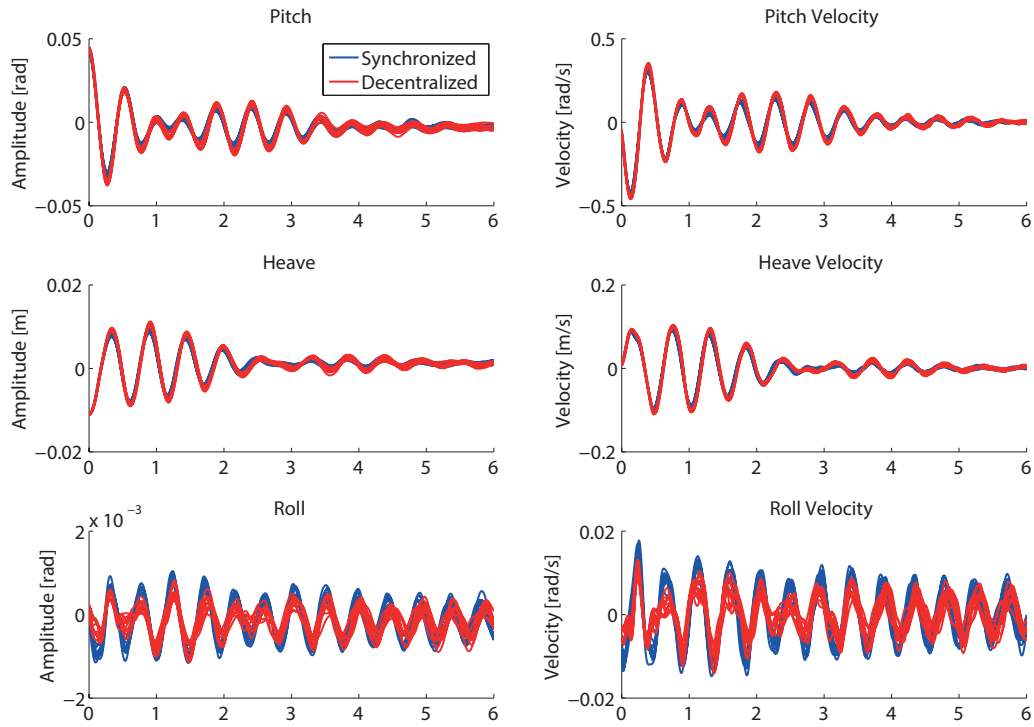 Pitch
Pitch Velocity
0.05
0
−0.05
Amplitude [rad]
Synchronized
Decentralized
0 1 2 3 4 5 6
0.5
0
−0.5
Velocity [rad/s]
0 1 2 3 4 5 6
Heave
Heave Velocity
0.02
0
−0.02
Amplitude [m]
0 1 2 3 4 5 6
0.2
0
−0.2
Velocity [m/s]
0 1 2 3 4 5 6
Roll
Roll Velocity
x 10 −3
2
0
−2
Amplitude [rad]
0 1 2 3 4 5 6
0.02
0
−0.02
Velocity [rad/s]
0 1 2 3 4 5 6